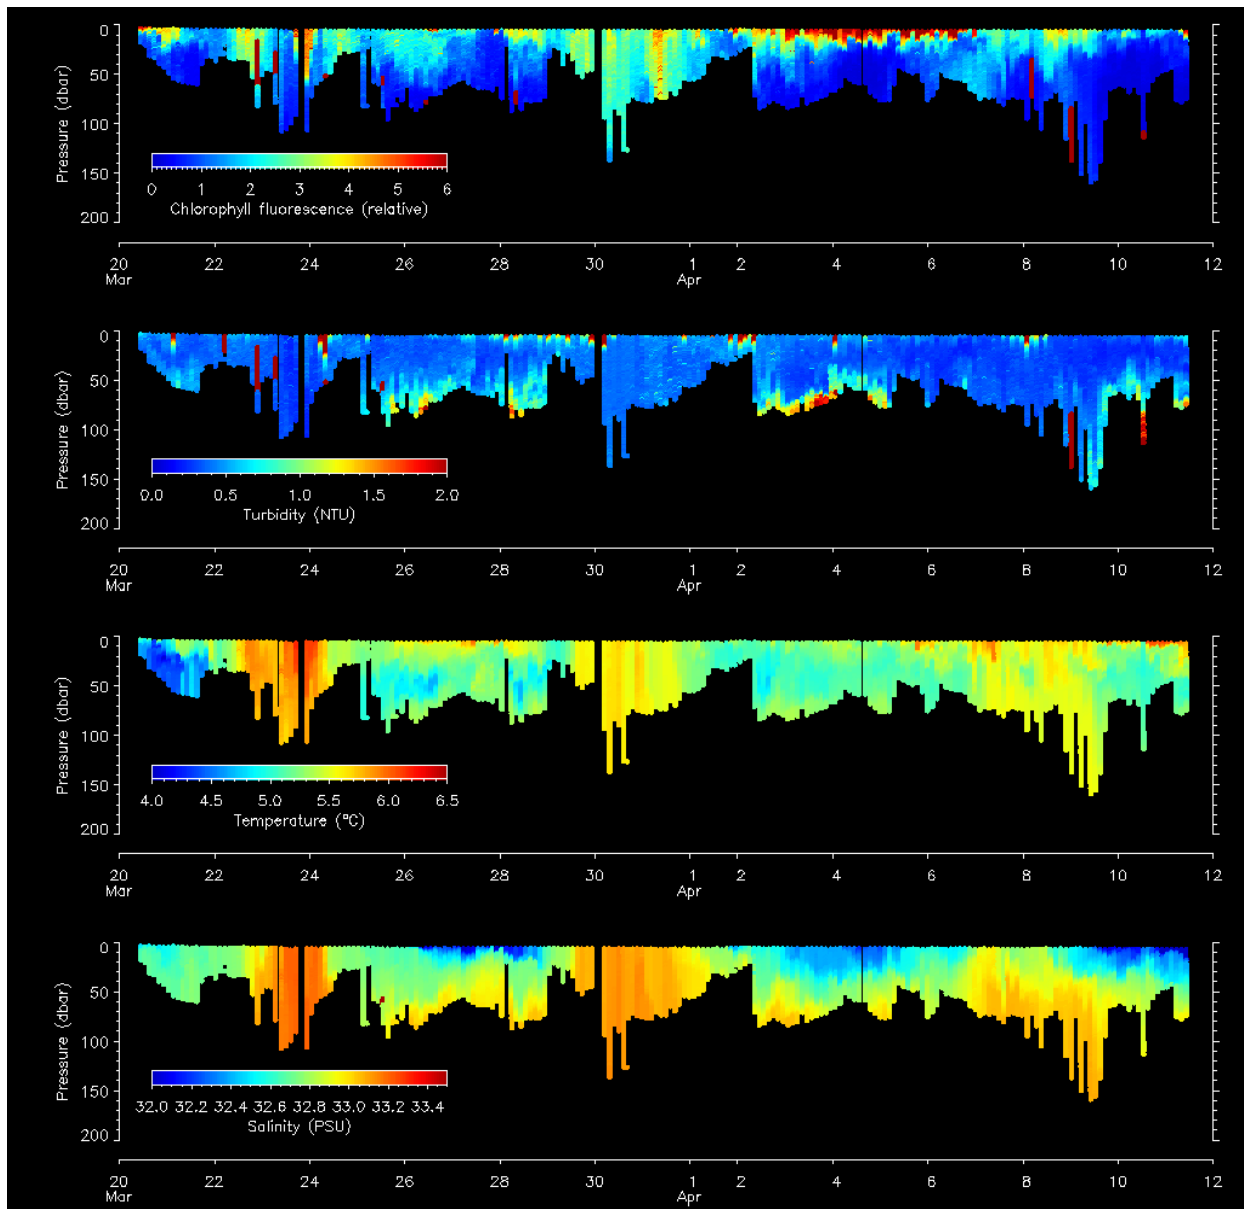 0
50
Pressure (dbar)
100
150
200
0 1 2 3 4 5 6
Chlorophyll fluorescence (relative)
20 22 24 26 28 30 1 2 4 6 8 10 12
Mar Apr
0
50
Pressure (dbar)
100
150
200
0.0 0.5 1.0 1.5 2.0
Turbidity (NTU)
20 22 24 26 28 30 1 2 4 6 8 10 12
Mar Apr
0
50
Pressure (dbar)
100
150
200
4.0 4.5 5.0 5.5 6.0 6.5
Temperature (°C)
20 22 24 26 28 30 1 2 4 6 8 10 12
Mar Apr
0
50
Pressure (dbar)
100
150
200
32.0 32.2 32.4 32.6 32.8 33.0 33.2 33.4
Salinity (PSU)
20 22 24 26 28 30 1 2 4 6 8 10 12
Mar Apr